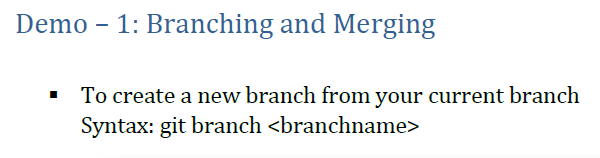 Demo – 1: Branching and Merging
▪ To create a new branch from your current branch
Syntax: git branch <branchname>